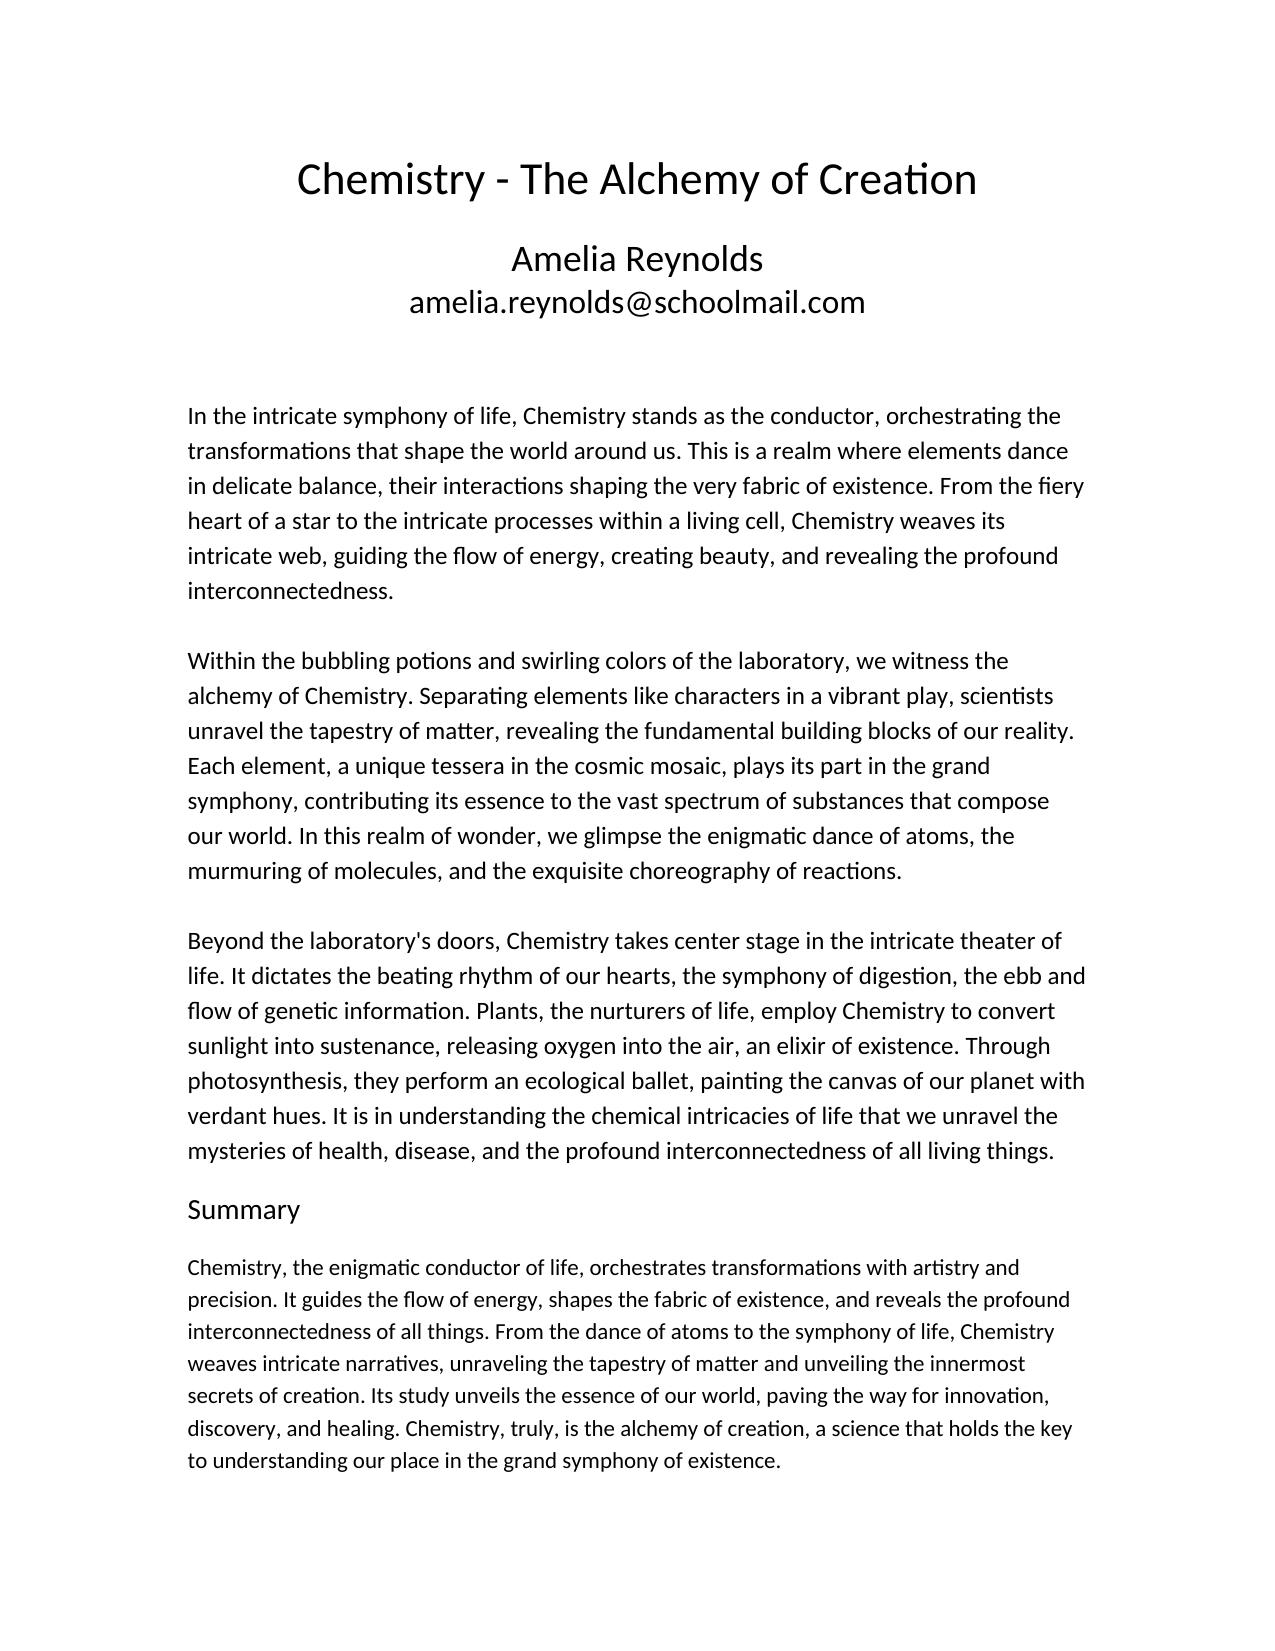 Chemistry - The Alchemy of Creation
Amelia Reynolds
amelia.reynolds@schoolmail.com
In the intricate symphony of life, Chemistry stands as the conductor, orchestrating the
transformations that shape the world around us. This is a realm where elements dance
in delicate balance, their interactions shaping the very fabric of existence. From the fiery
heart of a star to the intricate processes within a living cell, Chemistry weaves its
intricate web, guiding the flow of energy, creating beauty, and revealing the profound
interconnectedness.
Within the bubbling potions and swirling colors of the laboratory, we witness the
alchemy of Chemistry. Separating elements like characters in a vibrant play, scientists
unravel the tapestry of matter, revealing the fundamental building blocks of our reality.
Each element, a unique tessera in the cosmic mosaic, plays its part in the grand
symphony, contributing its essence to the vast spectrum of substances that compose
our world. In this realm of wonder, we glimpse the enigmatic dance of atoms, the
murmuring of molecules, and the exquisite choreography of reactions.
Beyond the laboratory's doors, Chemistry takes center stage in the intricate theater of
life. It dictates the beating rhythm of our hearts, the symphony of digestion, the ebb and
flow of genetic information. Plants, the nurturers of life, employ Chemistry to convert
sunlight into sustenance, releasing oxygen into the air, an elixir of existence. Through
photosynthesis, they perform an ecological ballet, painting the canvas of our planet with
verdant hues. It is in understanding the chemical intricacies of life that we unravel the
mysteries of health, disease, and the profound interconnectedness of all living things.
Summary
Chemistry, the enigmatic conductor of life, orchestrates transformations with artistry and
precision. It guides the flow of energy, shapes the fabric of existence, and reveals the profound
interconnectedness of all things. From the dance of atoms to the symphony of life, Chemistry
weaves intricate narratives, unraveling the tapestry of matter and unveiling the innermost
secrets of creation. Its study unveils the essence of our world, paving the way for innovation,
discovery, and healing. Chemistry, truly, is the alchemy of creation, a science that holds the key
to understanding our place in the grand symphony of existence.